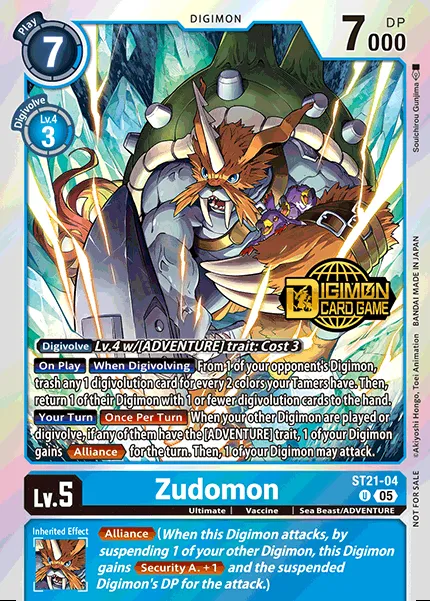 Play
7
DIGIMON
7000
DP
Digivolve
Lv.4
3
Souichirou Gunjima
DIGIMON
CARD GAME
Digivolve Lv.4 w/[ADVENTURE] trait: Cost 3
On Play When Digivolving From 1 of your opponent's Digimon,
trash any 1 digivolution card for every 2 colors your Tamers have. Then,
return 1 of their Digimon with 1 or fewer digivolution cards to the hand.
Your Turn Once Per Turn When your other Digimon are played or
digivolve, if any of them have the [ADVENTURE] trait, 1 of your Digimon
gains Alliance for the turn. Then, 1 of your Digimon may attack.
©Akiyoshi Hongo, Toei Animation BANDAI MADE IN JAPAN
NOT FOR SALE
Lv.5
Zudomon
ST21-04
U 05
Ultimate | Vaccine | Sea Beast/ADVENTURE
Inherited Effect
Alliance (When this Digimon attacks, by
suspending 1 of your other Digimon, this Digimon
gains Security A. +1 and the suspended
Digimon's DP for the attack.)